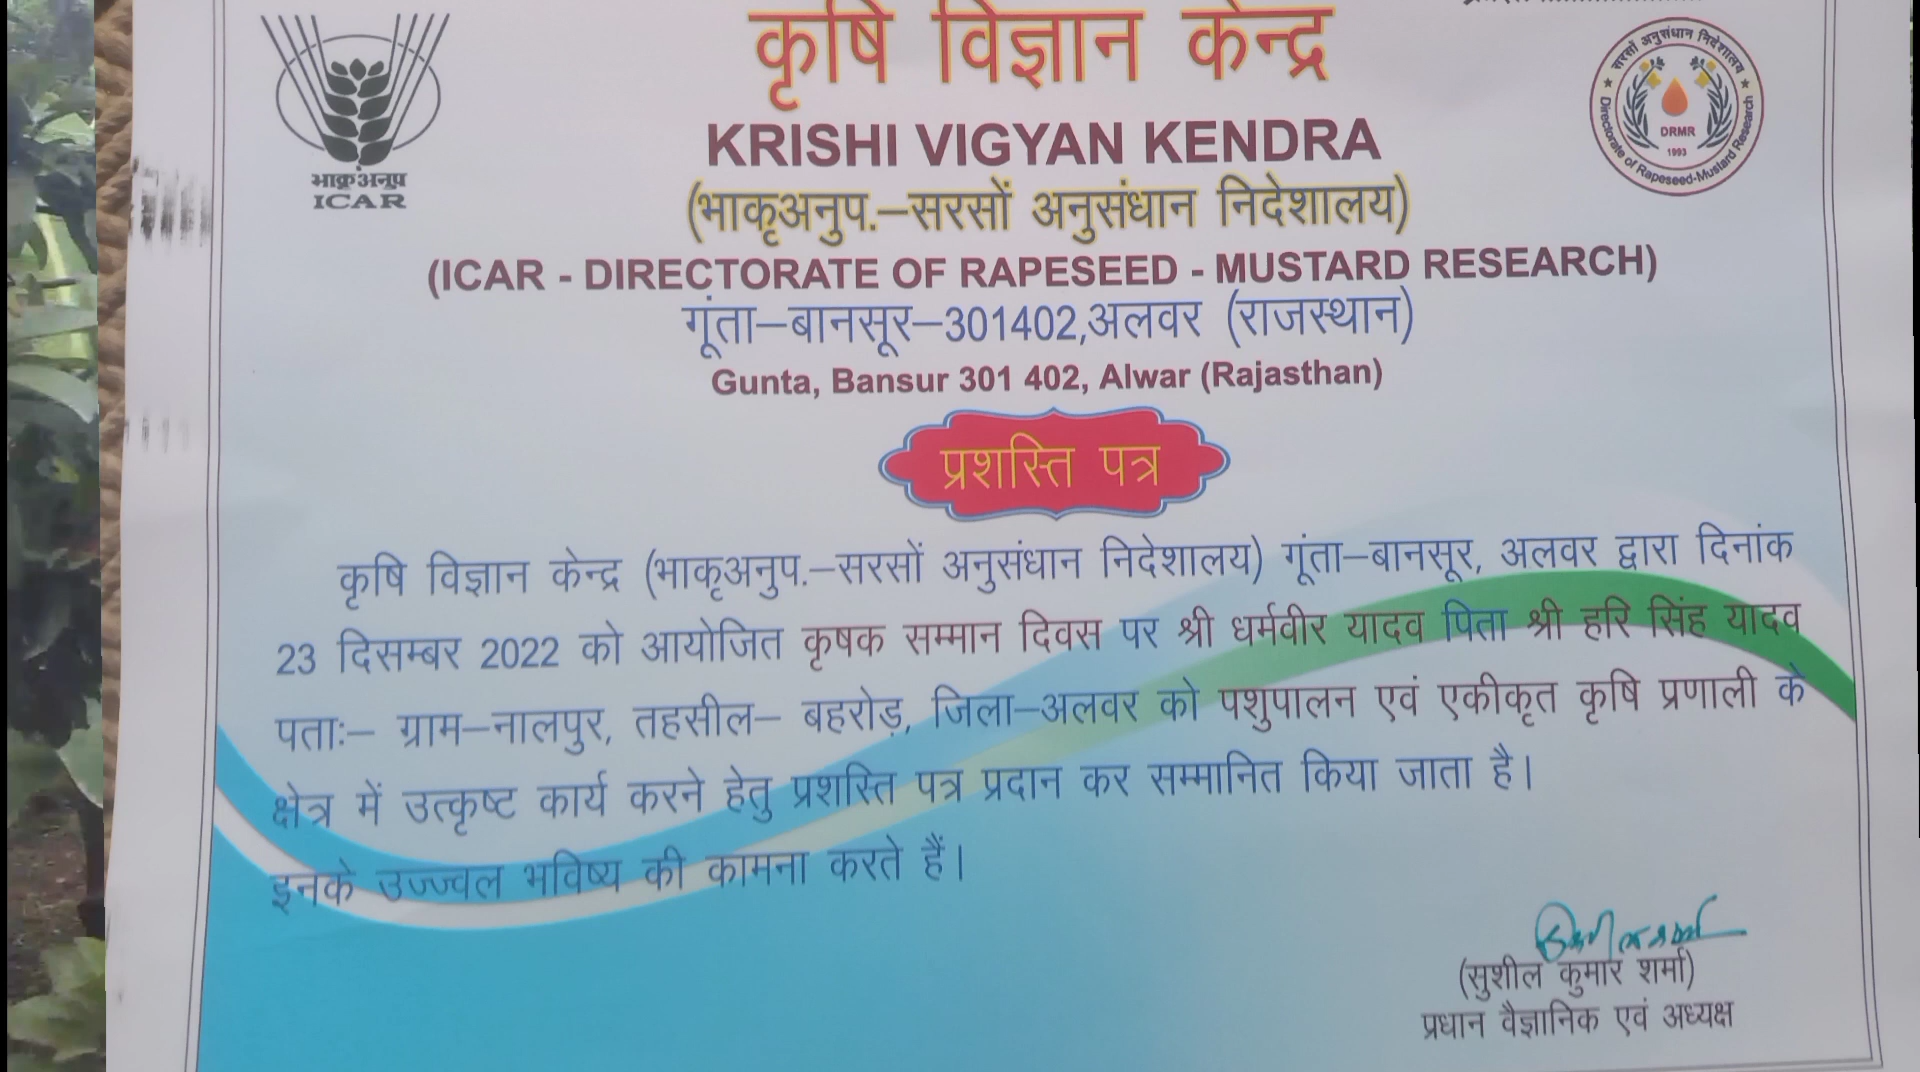 कृषि विज्ञान केन्द्र
KRISHI VIGYAN KENDRA
(भाकृअनुप.–सरसों अनुसंधान निदेशालय)
(ICAR - DIRECTORATE OF RAPESEED - MUSTARD RESEARCH)
गूंता–बानसूर–301402,अलवर (राजस्थान)
Gunta, Bansur 301 402, Alwar (Rajasthan)
भाकृअनुप
ICAR
सरसों अनुसंधान निदेशालय
DRMR
1993
Directorate of Rapeseed-Mustard Research
प्रशस्ति पत्र
कृषि विज्ञान केन्द्र (भाकृअनुप.–सरसों अनुसंधान निदेशालय) गूंता–बानसूर, अलवर द्वारा दिनांक
23 दिसम्बर 2022 को आयोजित कृषक सम्मान दिवस पर श्री धर्मवीर यादव पिता श्री हरि सिंह यादव
पताः– ग्राम–नालपुर, तहसील– बहरोड़, जिला–अलवर को पशुपालन एवं एकीकृत कृषि प्रणाली के
क्षेत्र में उत्कृष्ट कार्य करने हेतु प्रशस्ति पत्र प्रदान कर सम्मानित किया जाता है।
इनके उज्ज्वल भविष्य की कामना करते हैं।
(सुशील कुमार शर्मा)
प्रधान वैज्ञानिक एवं अध्यक्ष